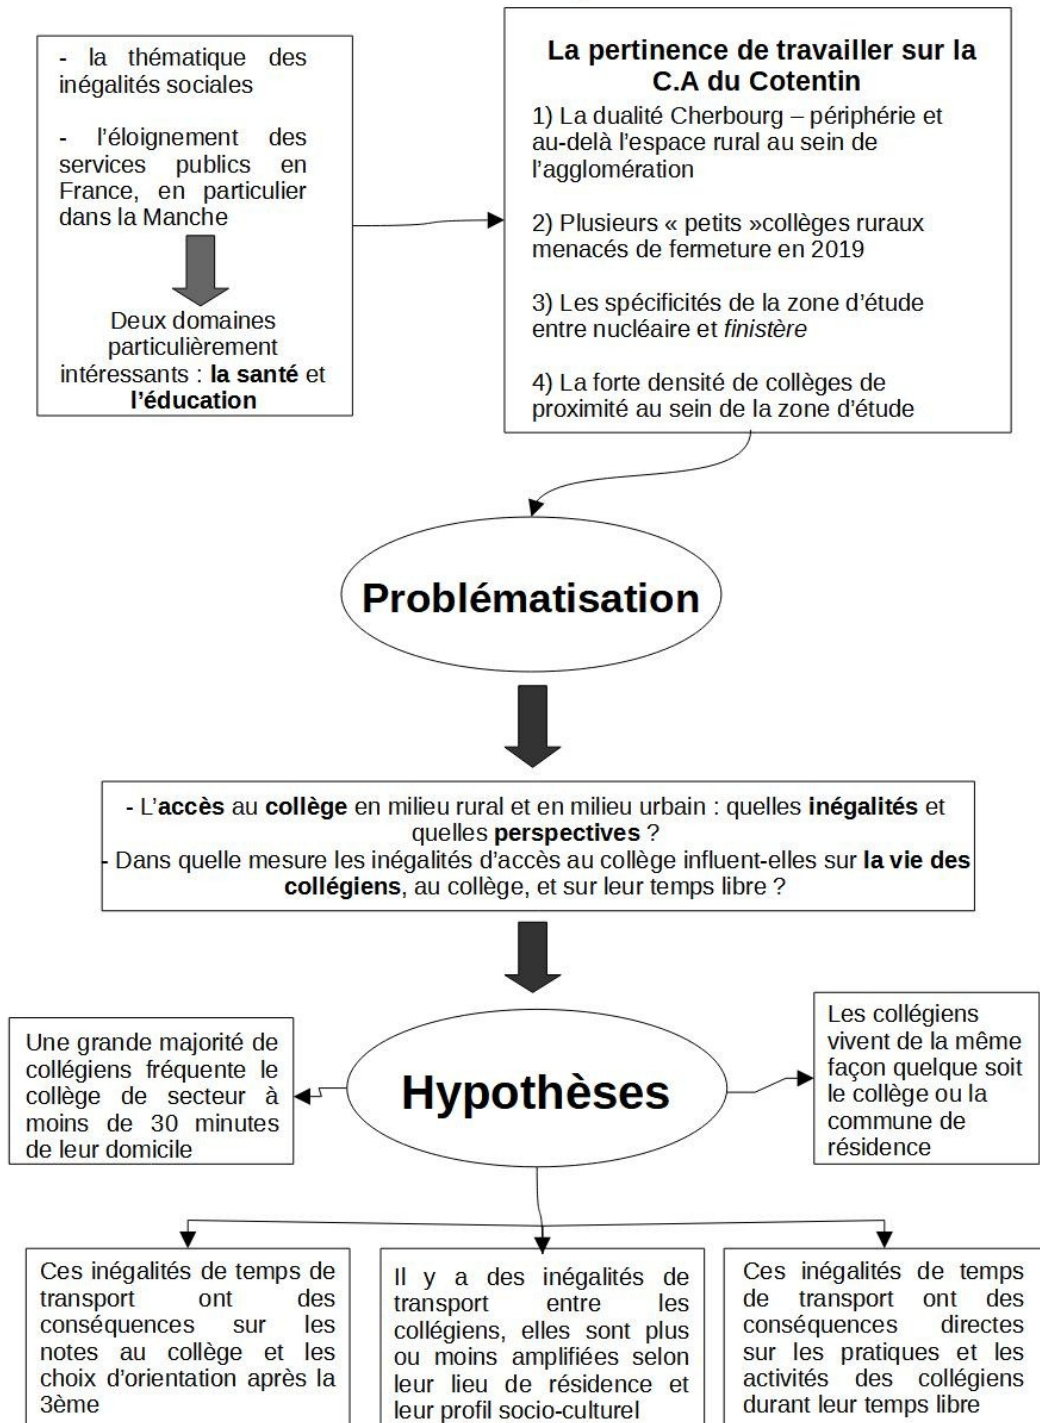 - la thématique des
inégalités sociales
- l'éloignement des
services publics en
France, en particulier
dans la Manche
Deux domaines
particulièrement
intéressants : la santé et
l'éducation
La pertinence de travailler sur la
C.A du Cotentin
1) La dualité Cherbourg – périphérie et
au-delà l'espace rural au sein de
l'agglomération
2) Plusieurs « petits »collèges ruraux
menacés de fermeture en 2019
3) Les spécificités de la zone d'étude
entre nucléaire et finistère
4) La forte densité de collèges de
proximité au sein de la zone d'étude
Problématisation
- L'accès au collège en milieu rural et en milieu urbain : quelles inégalités et
quelles perspectives ?
- Dans quelle mesure les inégalités d'accès au collège influent-elles sur la vie des
collégiens, au collège, et sur leur temps libre ?
Hypothèses
Une grande majorité de
collégiens fréquente le
collège de secteur à
moins de 30 minutes
de leur domicile
Les collégiens
vivent de la même
façon quelque soit
le collège ou la
commune de
résidence
Ces inégalités de temps de
transport ont des
conséquences sur les
notes au collège et les
choix d'orientation après la
3ème
Il y a des inégalités de
transport entre les
collégiens, elles sont plus
ou moins amplifiées selon
leur lieu de résidence et
leur profil socio-culturel
Ces inégalités de temps
de transport ont des
conséquences directes
sur les pratiques et les
activités des collégiens
durant leur temps libre